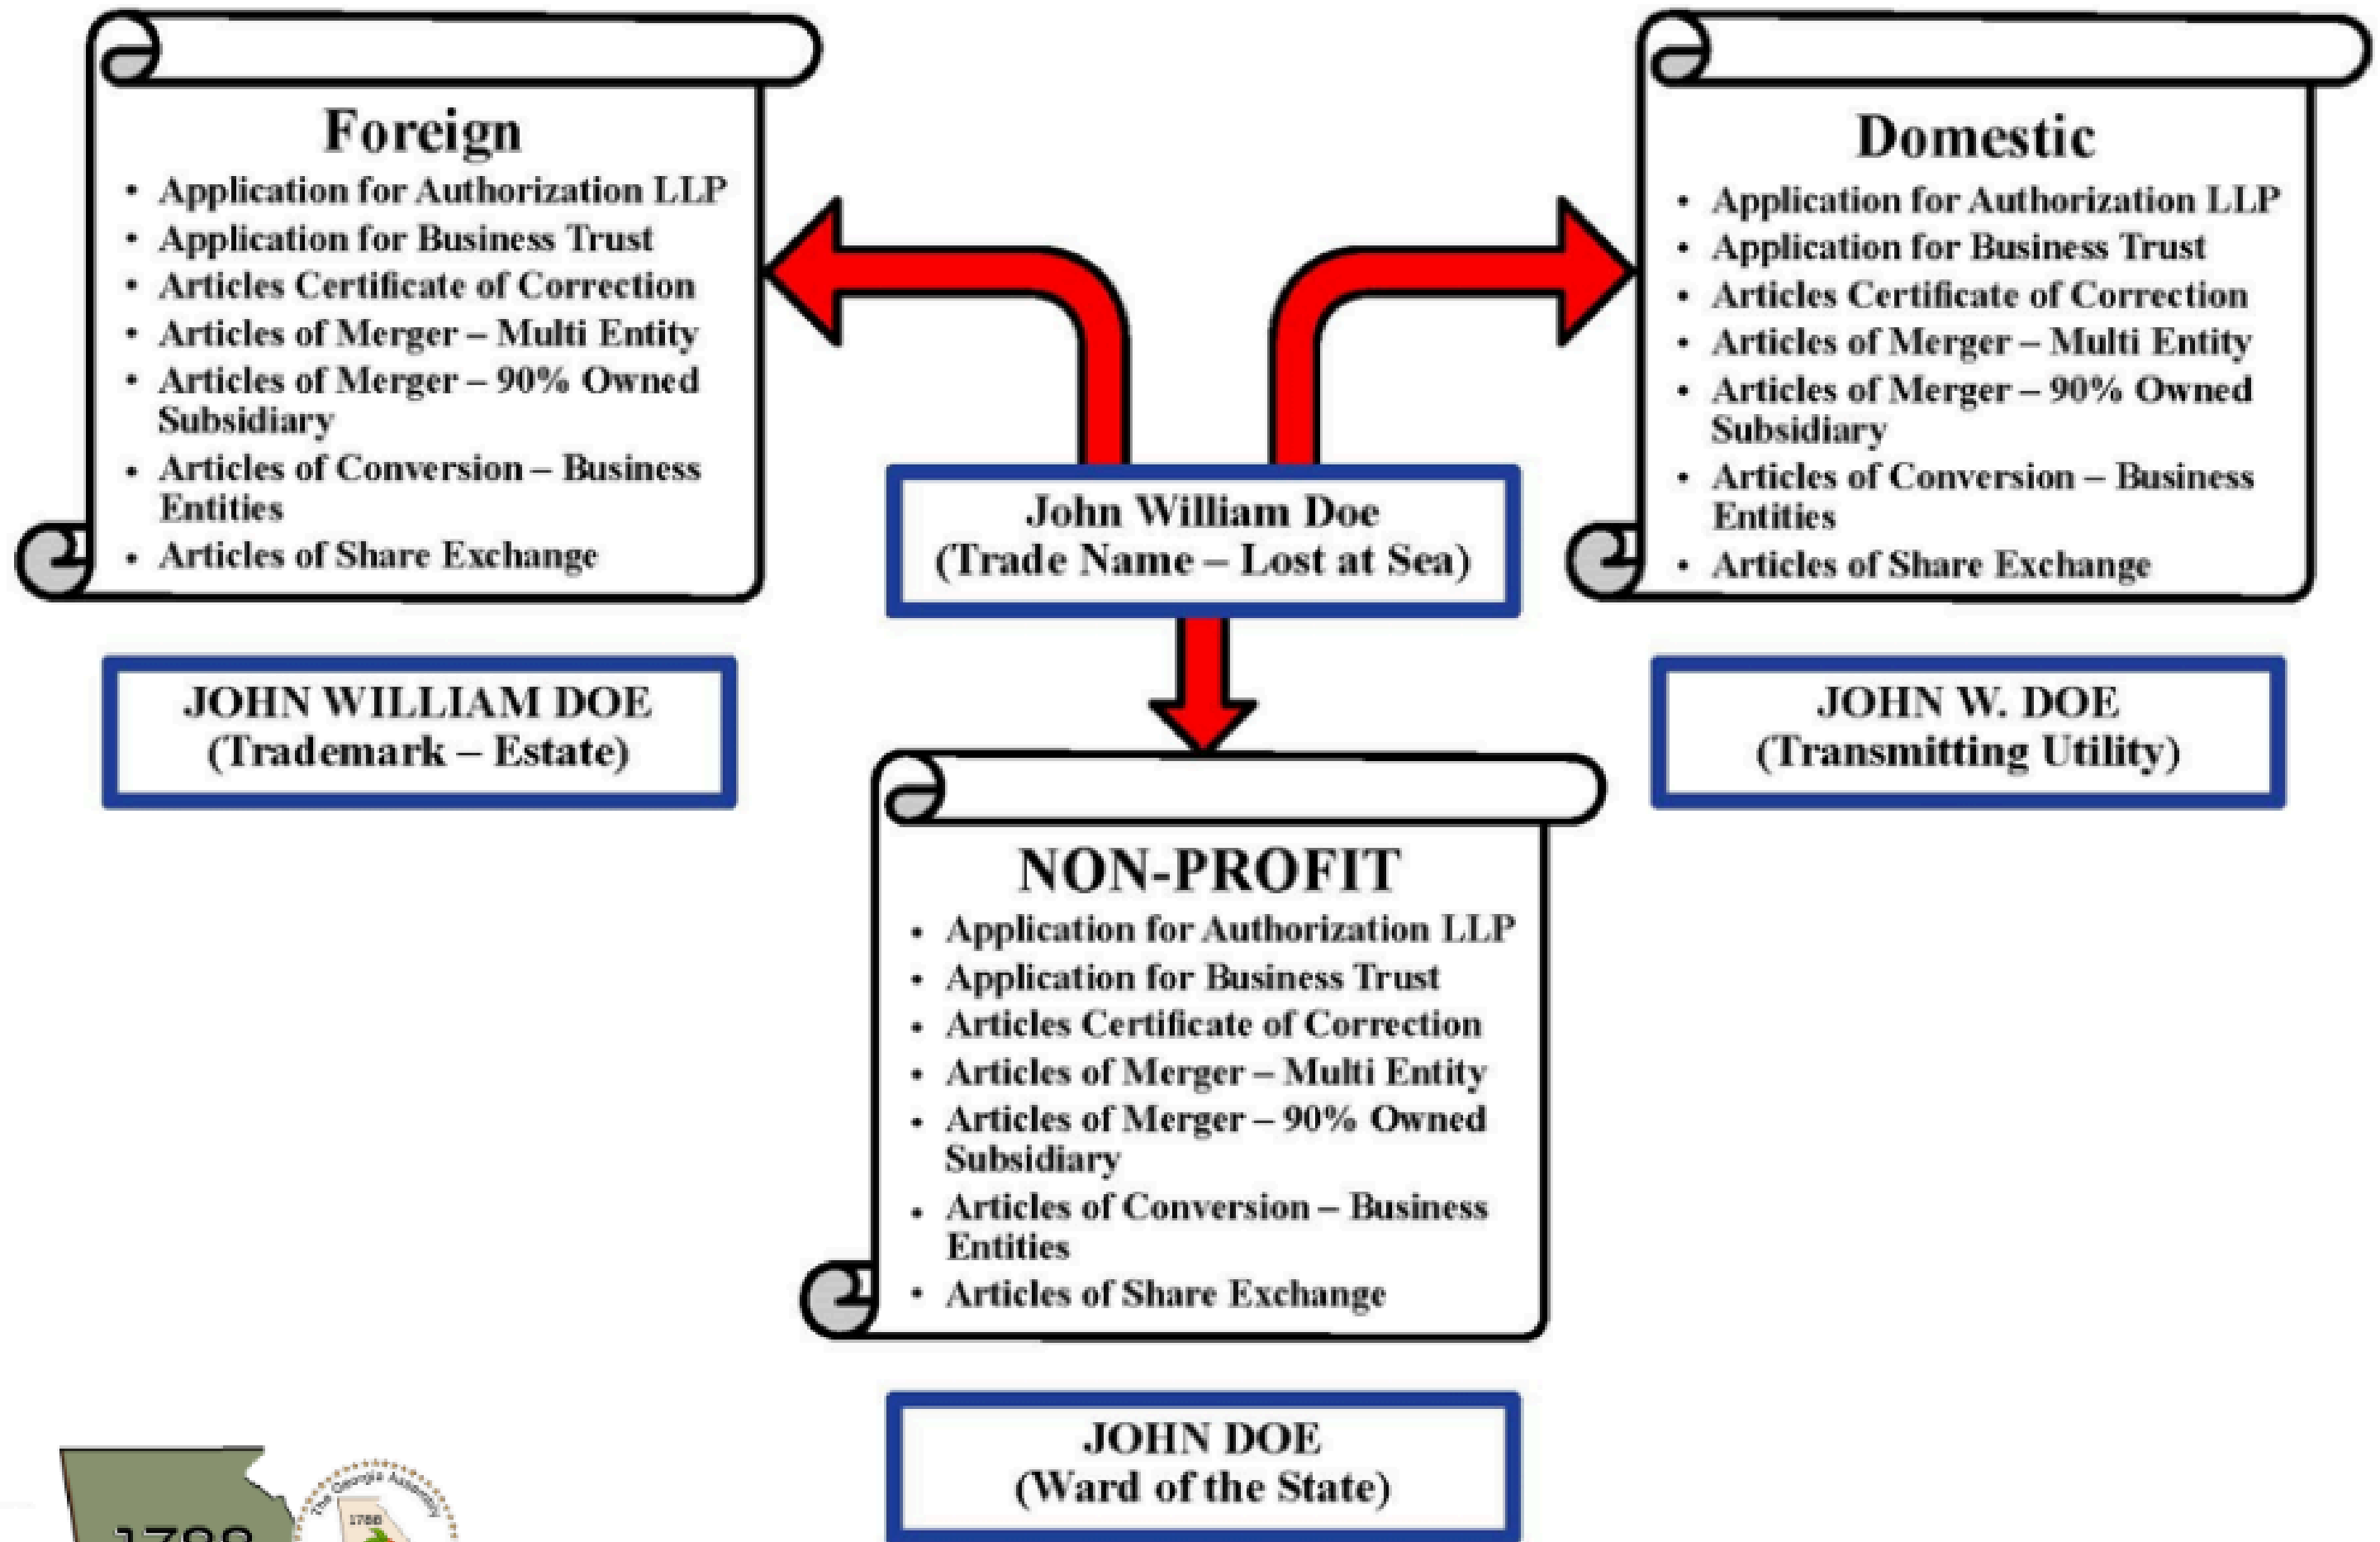 Foreign
• Application for Authorization LLP
• Application for Business Trust
• Articles Certificate of Correction
• Articles of Merger – Multi Entity
• Articles of Merger – 90% Owned
Subsidiary
• Articles of Conversion – Business
Entities
• Articles of Share Exchange
JOHN WILLIAM DOE
(Trademark – Estate)
John William Doe
(Trade Name – Lost at Sea)
Domestic
• Application for Authorization LLP
• Application for Business Trust
• Articles Certificate of Correction
• Articles of Merger – Multi Entity
• Articles of Merger – 90% Owned
Subsidiary
• Articles of Conversion – Business
Entities
• Articles of Share Exchange
JOHN W. DOE
(Transmitting Utility)
NON-PROFIT
• Application for Authorization LLP
• Application for Business Trust
• Articles Certificate of Correction
• Articles of Merger – Multi Entity
• Articles of Merger – 90% Owned
Subsidiary
• Articles of Conversion – Business
Entities
• Articles of Share Exchange
JOHN DOE
(Ward of the State)
1788
The Georgia Assembly
1788